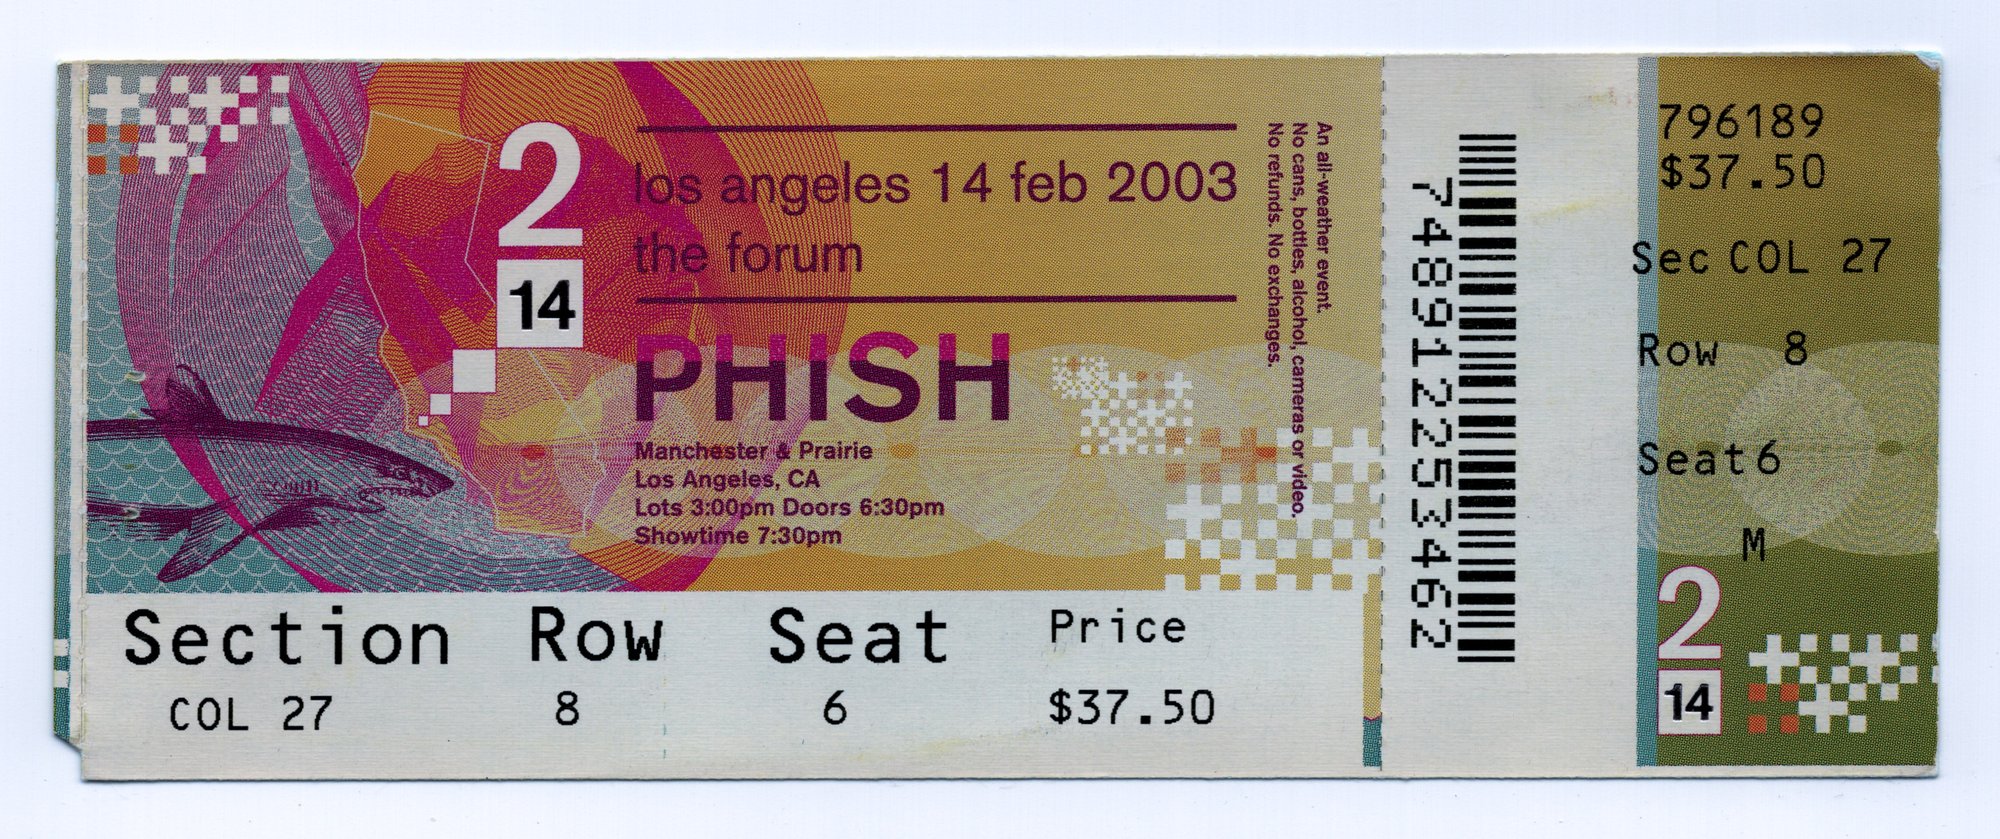 2
14
los angeles 14 feb 2003
the forum
PHISH
Manchester & Prairie
Los Angeles, CA
Lots 3:00pm Doors 6:30pm
Showtime 7:30pm
An all-weather event.
No cans, bottles, alcohol, cameras or video.
No refunds. No exchanges.
Section Row Seat Price
COL 27 8 6 $37.50
748912253462
796189
$37.50
Sec COL 27
Row 8
Seat 6
M
2
14